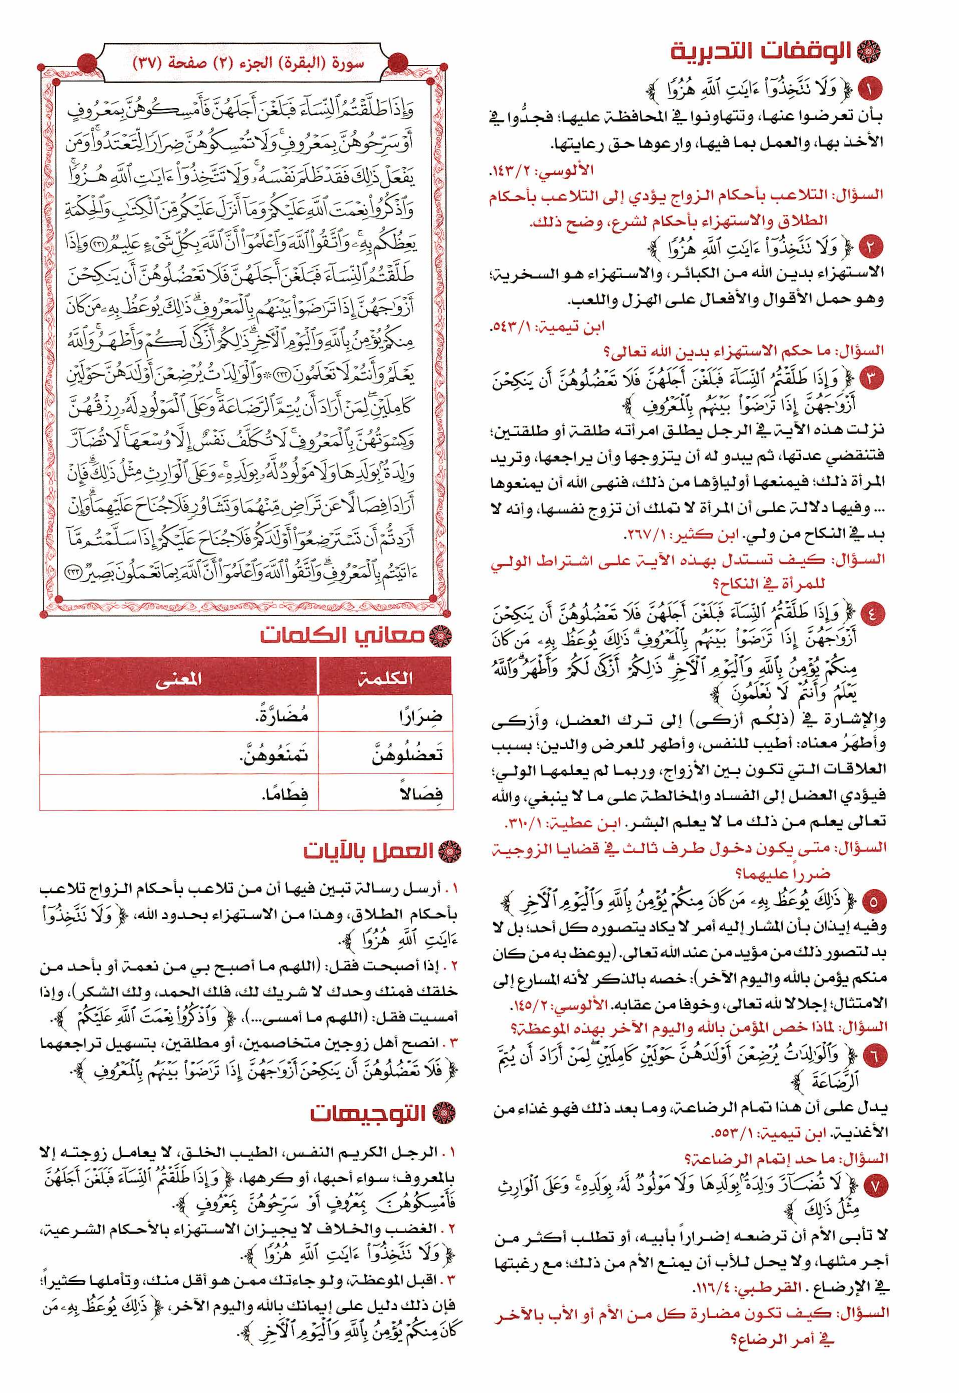 الوقفات التدبرية
١ ﴿ وَلَا تَتَّخِذُوٓا۟ ءَايَٰتِ ٱللَّهِ هُزُوًا ﴾
بأن تعرضوا عنها، وتتهاونوا في المحافظة عليها؛ فجدُّوا في
الأخذ بها، والعمل بما فيها، وارعوها حق رعايتها.
الألوسي: ١٤٣/٢.
السؤال: التلاعب بأحكام الزواج يؤدي إلى التلاعب بأحكام
الطلاق والاستهزاء بأحكام لشرع، وضح ذلك.
٢ ﴿ وَلَا تَتَّخِذُوٓا۟ ءَايَٰتِ ٱللَّهِ هُزُوًا ﴾
الاستهزاء بدين الله من الكبائر، والاستهزاء هو السخرية؛
وهو حمل الأقوال والأفعال على الهزل واللعب.
ابن تيمية: ٥٤٣/١.
السؤال: ما حكم الاستهزاء بدين الله تعالى؟
٣ ﴿ وَإِذَا طَلَّقْتُمُ ٱلنِّسَآءَ فَبَلَغْنَ أَجَلَهُنَّ فَلَا تَعْضُلُوهُنَّ أَن يَنكِحْنَ
أَزْوَٰجَهُنَّ إِذَا تَرَٰضَوْا۟ بَيْنَهُم بِٱلْمَعْرُوفِ ﴾
نزلت هذه الآية في الرجل يطلق امرأته طلقة أو طلقتين؛
فتنقضي عدتها، ثم يبدو له أن يتزوجها وأن يراجعها، وتريد
المرأة ذلك؛ فيمنعها أولياؤها من ذلك، فنهى الله أن يمنعوها
... وفيها دلالة على أن المرأة لا تملك أن تزوج نفسها، وأنه لا
بد في النكاح من ولي. ابن كثير: ٢٦٧/١.
السؤال: كيف تستدل بهذه الآية على اشتراط الولي
للمرأة في النكاح؟
٤ ﴿ وَإِذَا طَلَّقْتُمُ ٱلنِّسَآءَ فَبَلَغْنَ أَجَلَهُنَّ فَلَا تَعْضُلُوهُنَّ أَن يَنكِحْنَ
أَزْوَٰجَهُنَّ إِذَا تَرَٰضَوْا۟ بَيْنَهُم بِٱلْمَعْرُوفِ ۗ ذَٰلِكَ يُوعَظُ بِهِۦ مَن كَانَ
مِنكُمْ يُؤْمِنُ بِٱللَّهِ وَٱلْيَوْمِ ٱلْءَاخِرِ ۗ ذَٰلِكُمْ أَزْكَىٰ لَكُمْ وَأَطْهَرُ ۗ وَٱللَّهُ
يَعْلَمُ وَأَنتُمْ لَا تَعْلَمُونَ ﴾
والإشارة في (ذلِكُم أزكى) إلى ترك العضل، وأَزكى
وأطهَرُ معناه: أطيب للنفس، وأطهر للعرض والدين؛ بسبب
العلاقات التي تكون بين الأزواج، وربما لم يعلمها الولي؛
فيؤدي العضل إلى الفساد والمخالطة على ما لا ينبغي، والله
تعالى يعلم من ذلك ما لا يعلم البشر. ابن عطية: ٣١٠/١.
السؤال: متى يكون دخول طرف ثالث في قضايا الزوجية
ضرراً عليهما؟
٥ ﴿ ذَٰلِكَ يُوعَظُ بِهِۦ مَن كَانَ مِنكُمْ يُؤْمِنُ بِٱللَّهِ وَٱلْيَوْمِ ٱلْءَاخِرِ ﴾
وفيه إيذان بأن المشار إليه أمر لا يكاد يتصوره كل أحد؛ بل لا
بد لتصور ذلك من مؤيد من عند الله تعالى. (يوعظ به من كان
منكم يؤمن بالله واليوم الآخر): خصه بالذكر لأنه المسارع إلى
الامتثال؛ إجلالا لله تعالى، وخوفا من عقابه. الألوسي: ١٤٥/٢.
السؤال: لماذا خص المؤمن بالله واليوم الآخر بهذه الموعظة؟
٦ ﴿ وَٱلْوَٰلِدَٰتُ يُرْضِعْنَ أَوْلَٰدَهُنَّ حَوْلَيْنِ كَامِلَيْنِ ۖ لِمَنْ أَرَادَ أَن يُتِمَّ
ٱلرَّضَاعَةَ ﴾
يدل على أن هذا تمام الرضاعة، وما بعد ذلك فهو غذاء من
الأغذية. ابن تيمية: ٥٥٣/١.
السؤال: ما حد إتمام الرضاعة؟
٧ ﴿ لَا تُضَآرَّ وَٰلِدَةٌۢ بِوَلَدِهَا وَلَا مَوْلُودٌ لَّهُۥ بِوَلَدِهِۦ ۚ وَعَلَى ٱلْوَارِثِ
مِثْلُ ذَٰلِكَ ﴾
لا تأبى الأم أن ترضعه إضراراً بأبيه، أو تطلب أكثر من
أجر مثلها، ولا يحل للأب أن يمنع الأم من ذلك؛ مع رغبتها
في الإرضاع. القرطبي: ١١٦/٤.
السؤال: كيف تكون مضارة كل من الأم أو الأب بالآخر
في أمر الرضاع؟
سورة (البقرة) الجزء (٢) صفحة (٣٧)
وَإِذَا طَلَّقْتُمُ ٱلنِّسَآءَ فَبَلَغْنَ أَجَلَهُنَّ فَأَمْسِكُوهُنَّ بِمَعْرُوفٍ
أَوْ سَرِّحُوهُنَّ بِمَعْرُوفٍ ۚ وَلَا تُمْسِكُوهُنَّ ضِرَارًا لِّتَعْتَدُوا۟ ۚ وَمَن
يَفْعَلْ ذَٰلِكَ فَقَدْ ظَلَمَ نَفْسَهُۥ ۚ وَلَا تَتَّخِذُوٓا۟ ءَايَٰتِ ٱللَّهِ هُزُوًا ۚ
وَٱذْكُرُوا۟ نِعْمَتَ ٱللَّهِ عَلَيْكُمْ وَمَآ أَنزَلَ عَلَيْكُم مِّنَ ٱلْكِتَٰبِ وَٱلْحِكْمَةِ
يَعِظُكُم بِهِۦ ۚ وَٱتَّقُوا۟ ٱللَّهَ وَٱعْلَمُوٓا۟ أَنَّ ٱللَّهَ بِكُلِّ شَىْءٍ عَلِيمٌ ﴿٢٣١﴾ وَإِذَا
طَلَّقْتُمُ ٱلنِّسَآءَ فَبَلَغْنَ أَجَلَهُنَّ فَلَا تَعْضُلُوهُنَّ أَن يَنكِحْنَ
أَزْوَٰجَهُنَّ إِذَا تَرَٰضَوْا۟ بَيْنَهُم بِٱلْمَعْرُوفِ ۗ ذَٰلِكَ يُوعَظُ بِهِۦ مَن كَانَ
مِنكُمْ يُؤْمِنُ بِٱللَّهِ وَٱلْيَوْمِ ٱلْءَاخِرِ ۗ ذَٰلِكُمْ أَزْكَىٰ لَكُمْ وَأَطْهَرُ ۗ وَٱللَّهُ
يَعْلَمُ وَأَنتُمْ لَا تَعْلَمُونَ ﴿٢٣٢﴾ ۞ وَٱلْوَٰلِدَٰتُ يُرْضِعْنَ أَوْلَٰدَهُنَّ حَوْلَيْنِ
كَامِلَيْنِ ۖ لِمَنْ أَرَادَ أَن يُتِمَّ ٱلرَّضَاعَةَ ۚ وَعَلَى ٱلْمَوْلُودِ لَهُۥ رِزْقُهُنَّ
وَكِسْوَتُهُنَّ بِٱلْمَعْرُوفِ ۚ لَا تُكَلَّفُ نَفْسٌ إِلَّا وُسْعَهَا ۚ لَا تُضَآرَّ
وَٰلِدَةٌۢ بِوَلَدِهَا وَلَا مَوْلُودٌ لَّهُۥ بِوَلَدِهِۦ ۚ وَعَلَى ٱلْوَارِثِ مِثْلُ ذَٰلِكَ ۗ فَإِنْ
أَرَادَا فِصَالًا عَن تَرَاضٍ مِّنْهُمَا وَتَشَاوُرٍ فَلَا جُنَاحَ عَلَيْهِمَا ۗ وَإِنْ
أَرَدتُّمْ أَن تَسْتَرْضِعُوٓا۟ أَوْلَٰدَكُمْ فَلَا جُنَاحَ عَلَيْكُمْ إِذَا سَلَّمْتُم مَّآ
ءَاتَيْتُم بِٱلْمَعْرُوفِ ۗ وَٱتَّقُوا۟ ٱللَّهَ وَٱعْلَمُوٓا۟ أَنَّ ٱللَّهَ بِمَا تَعْمَلُونَ بَصِيرٌ ﴿٢٣٣﴾
معاني الكلمات
الكلمة المعنى
ضِرَارًا مُضَارَّةً.
تَعضُلُوهُنَّ تَمنَعُوهُنَّ.
فِصَالاً فِطَامًا.
العمل بالآيات
١. أرسل رسالة تبين فيها أن من تلاعب بأحكام الزواج تلاعب
بأحكام الطلاق، وهذا من الاستهزاء بحدود الله، ﴿ وَلَا تَتَّخِذُوٓا۟
ءَايَٰتِ ٱللَّهِ هُزُوًا ﴾.
٢. إذا أصبحت فقل: (اللهم ما أصبح بي من نعمة أو بأحد من
خلقك فمنك وحدك لا شريك لك، فلك الحمد، ولك الشكر)، وإذا
أمسيت فقل: (اللهم ما أمسى...)، ﴿ وَٱذْكُرُوا۟ نِعْمَتَ ٱللَّهِ عَلَيْكُمْ ﴾.
٣. انصح أهل زوجين متخاصمين، أو مطلقين، بتسهيل تراجعهما
﴿ فَلَا تَعْضُلُوهُنَّ أَن يَنكِحْنَ أَزْوَٰجَهُنَّ إِذَا تَرَٰضَوْا۟ بَيْنَهُم بِٱلْمَعْرُوفِ ﴾.
التوجيهات
١. الرجل الكريم النفس، الطيب الخلق، لا يعامل زوجته إلا
بالمعروف؛ سواء أحبها، أو كرهها، ﴿ وَإِذَا طَلَّقْتُمُ ٱلنِّسَآءَ فَبَلَغْنَ أَجَلَهُنَّ
فَأَمْسِكُوهُنَّ بِمَعْرُوفٍ أَوْ سَرِّحُوهُنَّ بِمَعْرُوفٍ ﴾.
٢. الغضب والخلاف لا يجيزان الاستهزاء بالأحكام الشرعية،
﴿ وَلَا تَتَّخِذُوٓا۟ ءَايَٰتِ ٱللَّهِ هُزُوًا ﴾.
٣. اقبل الموعظة، ولو جاءتك ممن هو أقل منك، وتأملها كثيراً؛
فإن ذلك دليل على إيمانك بالله واليوم الآخر، ﴿ ذَٰلِكَ يُوعَظُ بِهِۦ مَن
كَانَ مِنكُمْ يُؤْمِنُ بِٱللَّهِ وَٱلْيَوْمِ ٱلْءَاخِرِ ﴾.